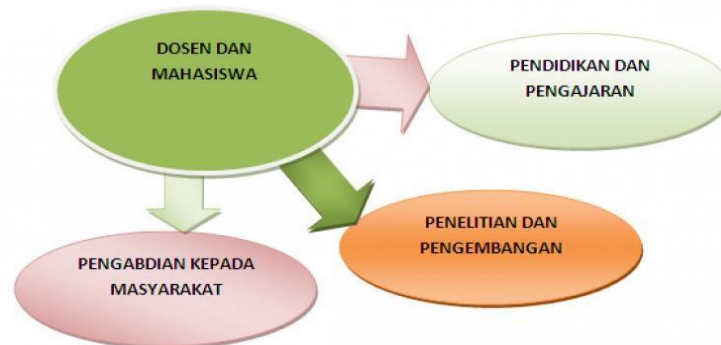 DOSEN DAN
MAHASISWA
PENDIDIKAN DAN
PENGAJARAN
PENELITIAN DAN
PENGEMBANGAN
PENGABDIAN KEPADA
MASYARAKAT